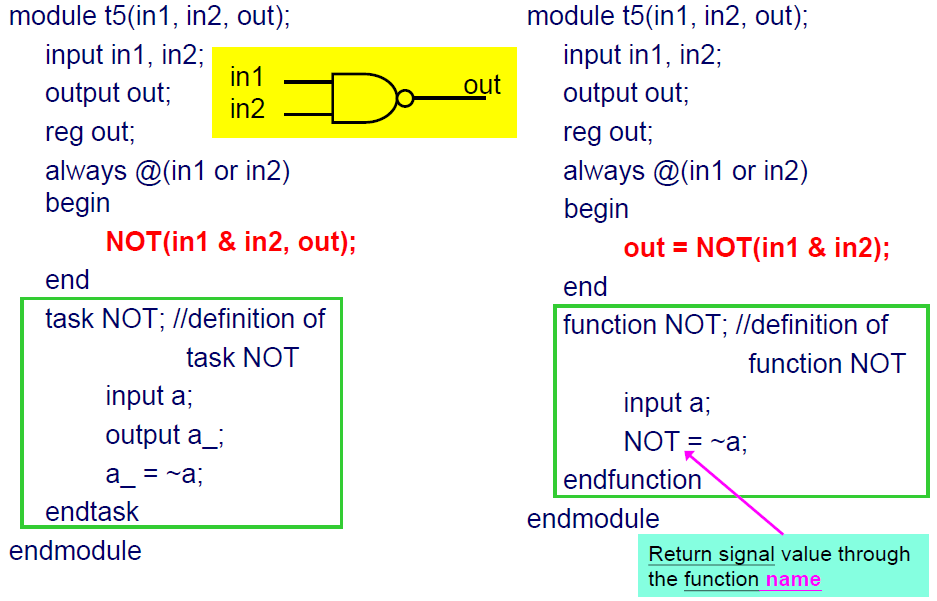 module t5(in1, in2, out);
input in1, in2;
output out;
reg out;
always @(in1 or in2)
begin
NOT(in1 & in2, out);
end
task NOT; //definition of
task NOT
input a;
output a_;
a_ = ~a;
endtask
endmodule
in1
in2
out
module t5(in1, in2, out);
input in1, in2;
output out;
reg out;
always @(in1 or in2)
begin
out = NOT(in1 & in2);
end
function NOT; //definition of
function NOT
input a;
NOT = ~a;
endfunction
endmodule
Return signal value through
the function name